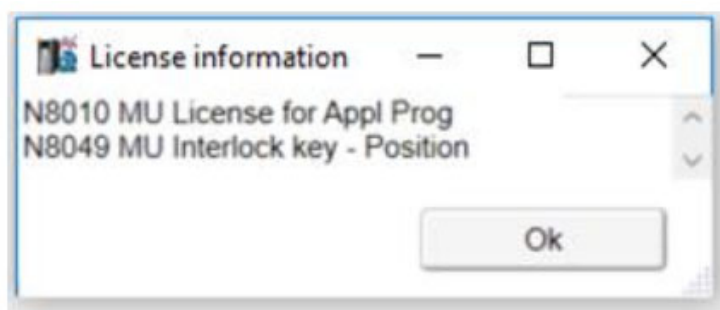 License information
N8010 MU License for Appl Prog
N8049 MU Interlock key - Position
Ok